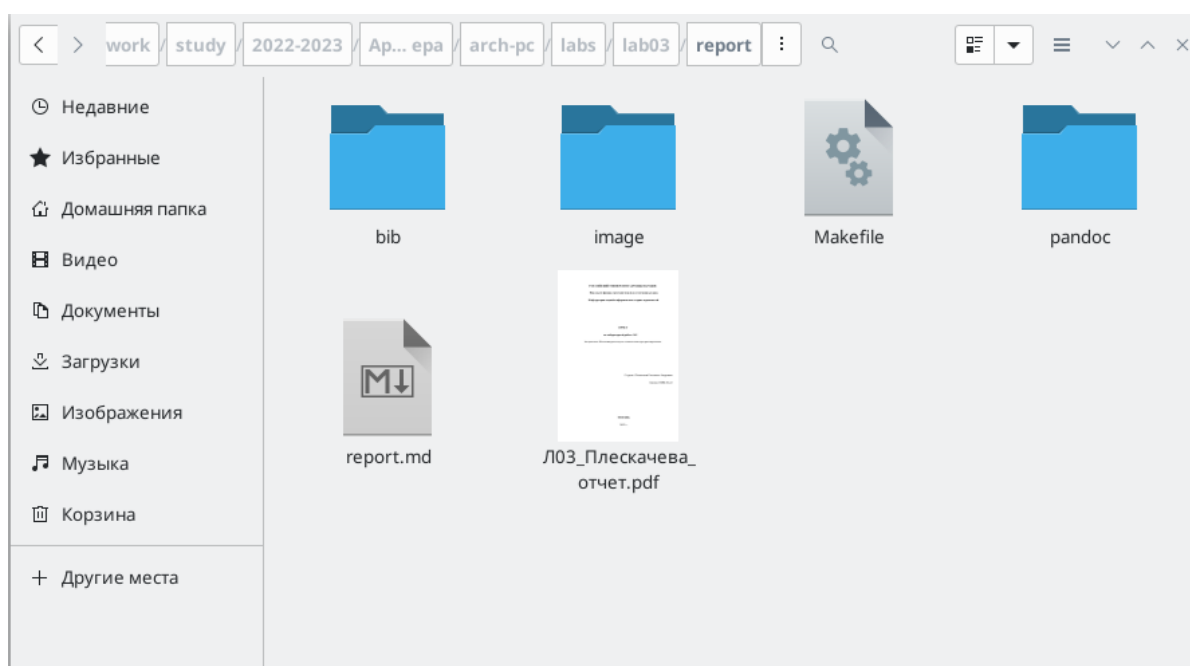 work / study / 2022-2023 / Ар... ера / arch-pc / labs / lab03 / report
Недавние
Избранные
Домашняя папка
Видео
Документы
Загрузки
Изображения
Музыка
Корзина
Другие места
bib
image
Makefile
pandoc
M
report.md
Л03_Плескачева_
отчет.pdf